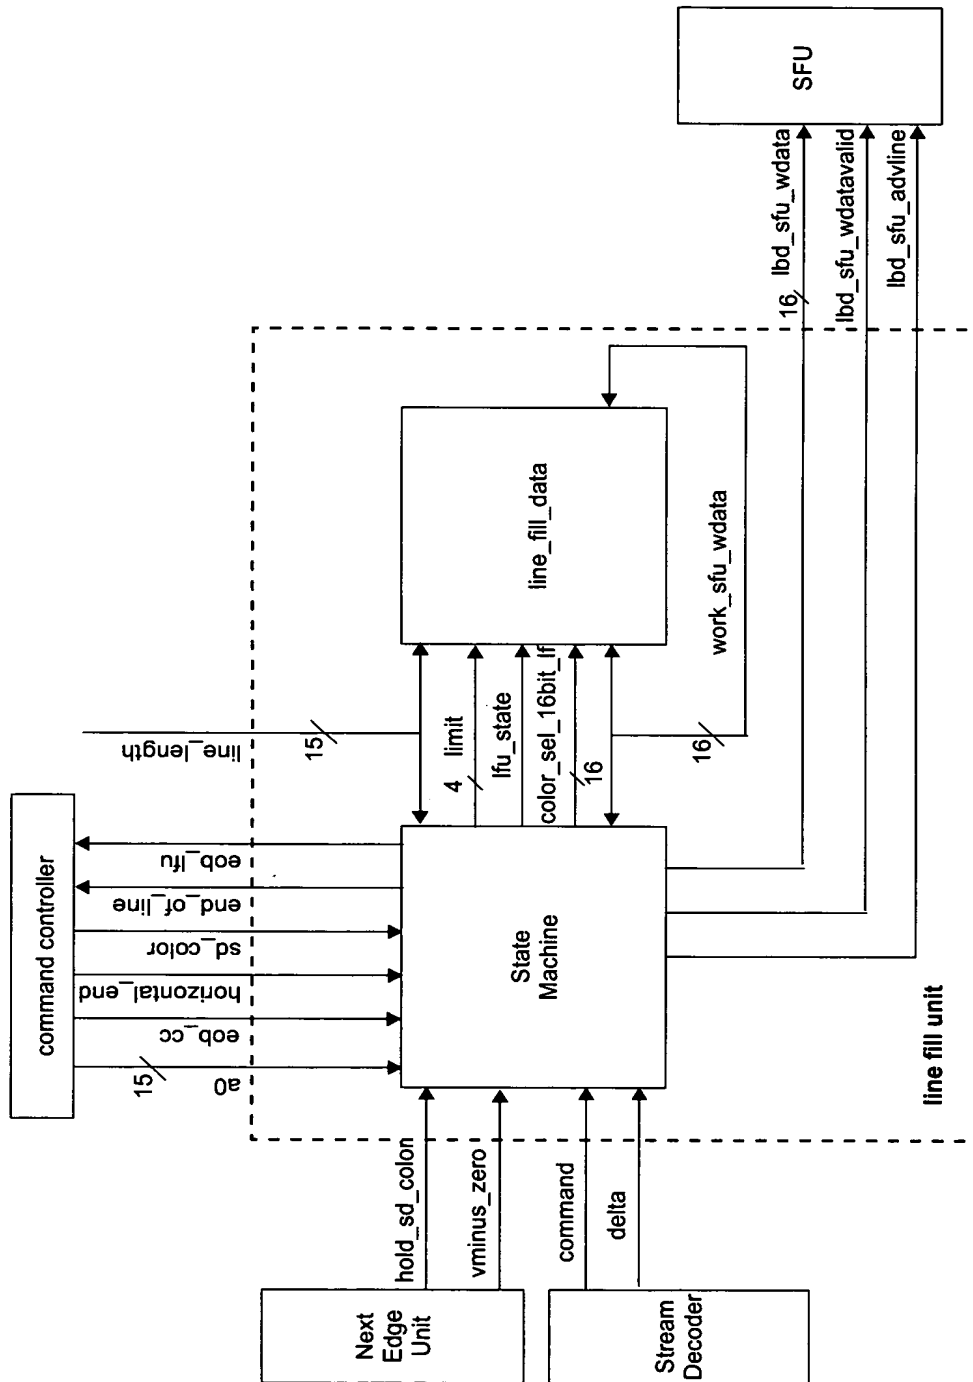 command controller
a0
15
eob_cc
horizontal_end
sd_color
end_of_line
eob_lfu
line_length
15
Next
Edge
Unit
hold_sd_colon
vminus_zero
Stream
Decoder
command
delta
State
Machine
4
limit
lfu_state
color_sel_16bit_lf
16
line_fill_data
16
work_sfu_wdata
16
lbd_sfu_wdata
lbd_sfu_wdatavalid
lbd_sfu_advline
SFU
line fill unit